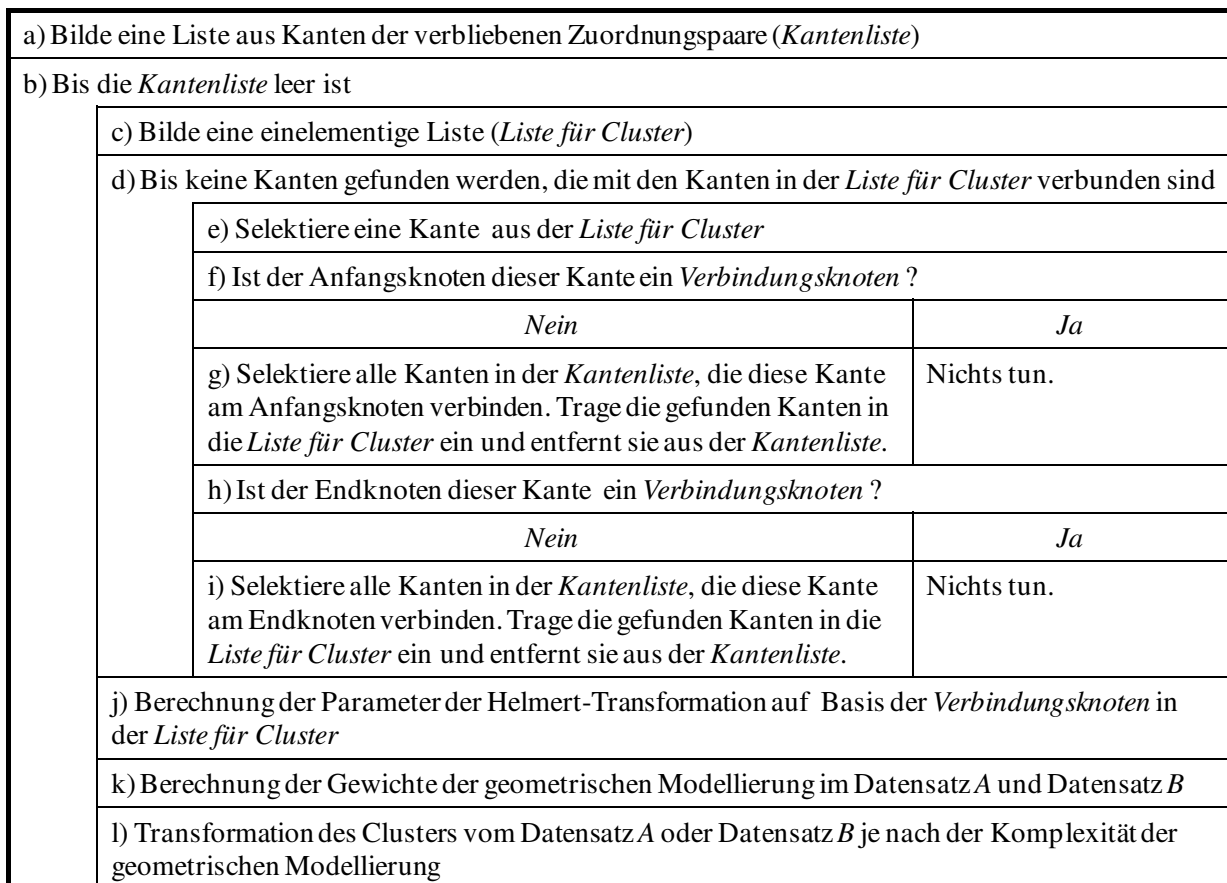 a) Bilde eine Liste aus Kanten der verbliebenen Zuordnungspaare (Kantenliste)
b) Bis die Kantenliste leer ist
c) Bilde eine einelementige Liste (Liste für Cluster)
d) Bis keine Kanten gefunden werden, die mit den Kanten in der Liste für Cluster verbunden sind
e) Selektiere eine Kante aus der Liste für Cluster
f) Ist der Anfangsknoten dieser Kante ein Verbindungsknoten ?
Nein Ja
g) Selektiere alle Kanten in der Kantenliste, die diese Kante
am Anfangsknoten verbinden. Trage die gefunden Kanten in
die Liste für Cluster ein und entfernt sie aus der Kantenliste.
Nichts tun.
h) Ist der Endknoten dieser Kante ein Verbindungsknoten ?
Nein Ja
i) Selektiere alle Kanten in der Kantenliste, die diese Kante
am Endknoten verbinden. Trage die gefunden Kanten in die
Liste für Cluster ein und entfernt sie aus der Kantenliste.
Nichts tun.
j) Berechnung der Parameter der Helmert-Transformation auf Basis der Verbindungsknoten in
der Liste für Cluster
k) Berechnung der Gewichte der geometrischen Modellierung im Datensatz A und Datensatz B
l) Transformation des Clusters vom Datensatz A oder Datensatz B je nach der Komplexität der
geometrischen Modellierung